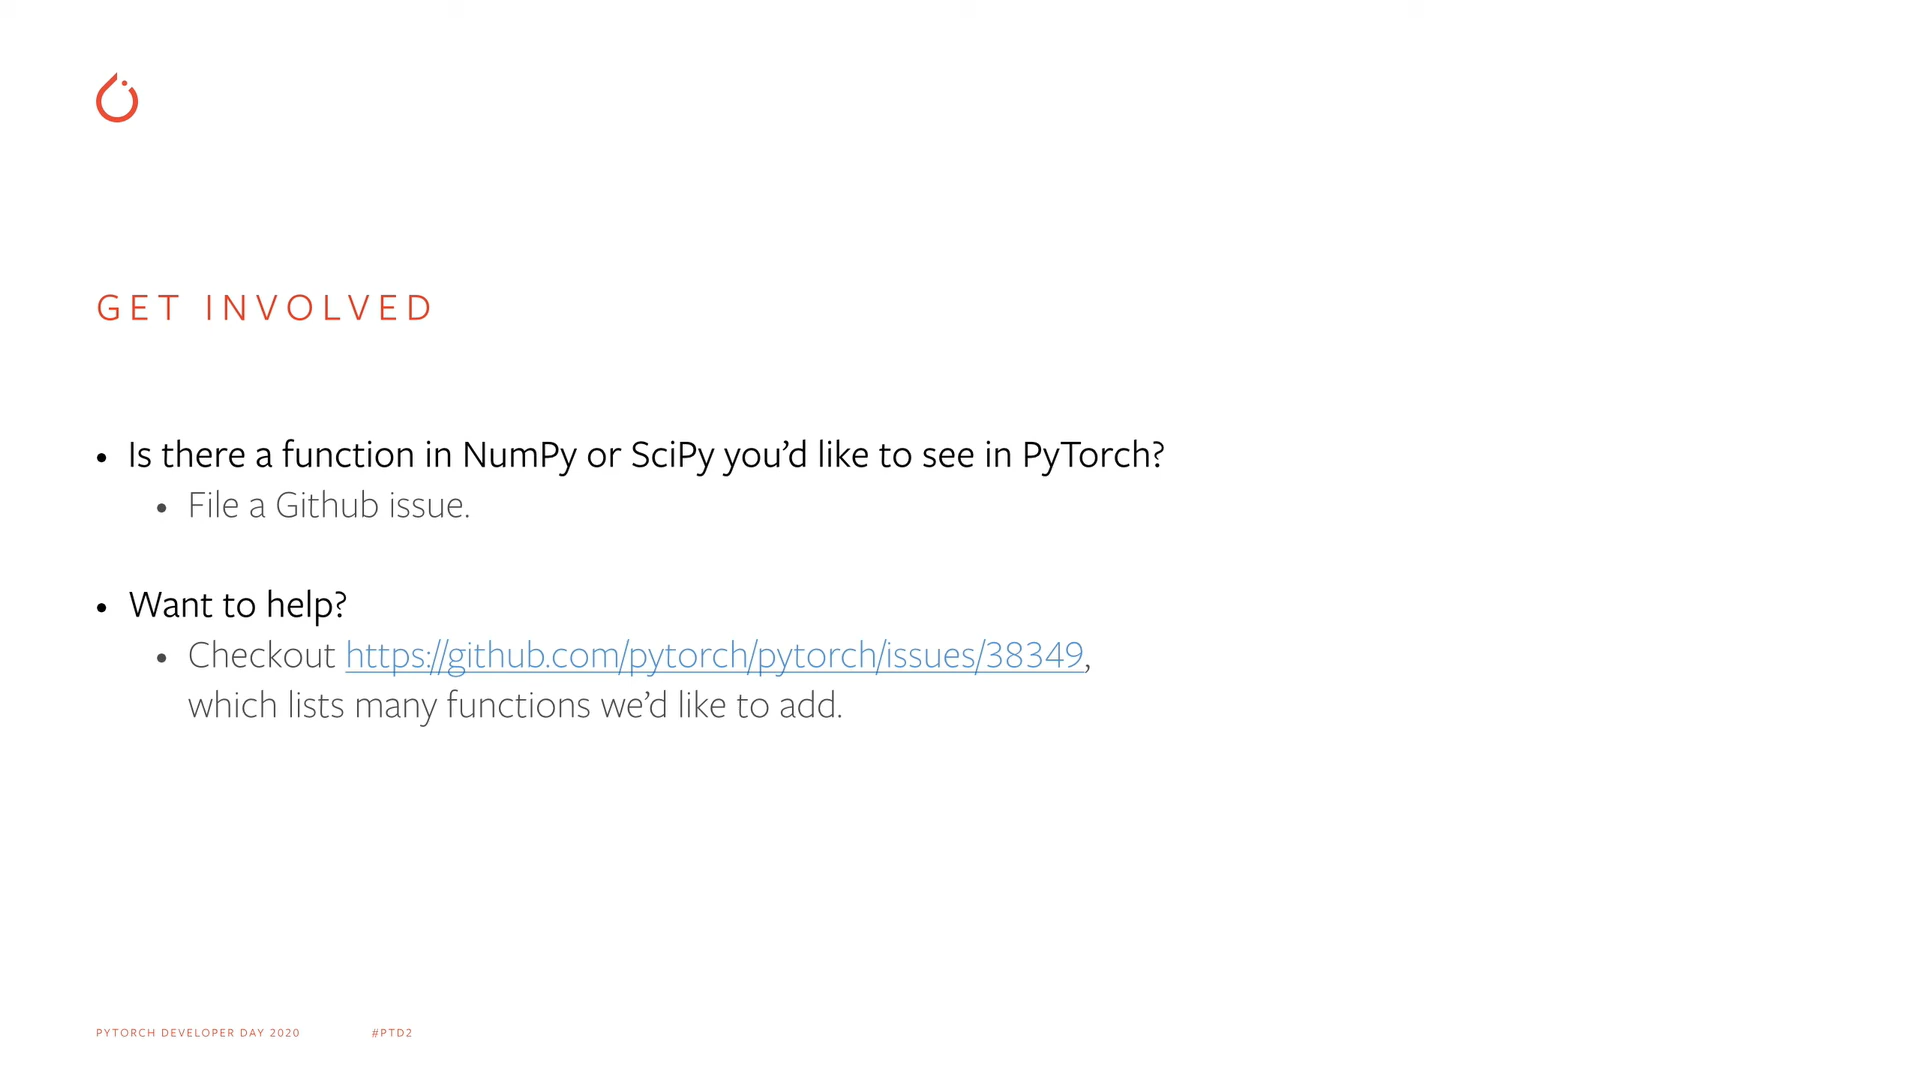 GET INVOLVED
• Is there a function in NumPy or SciPy you’d like to see in PyTorch?
• File a Github issue.
• Want to help?
• Checkout https://github.com/pytorch/pytorch/issues/38349,
which lists many functions we’d like to add.
PYTORCH DEVELOPER DAY 2020 #PTD2